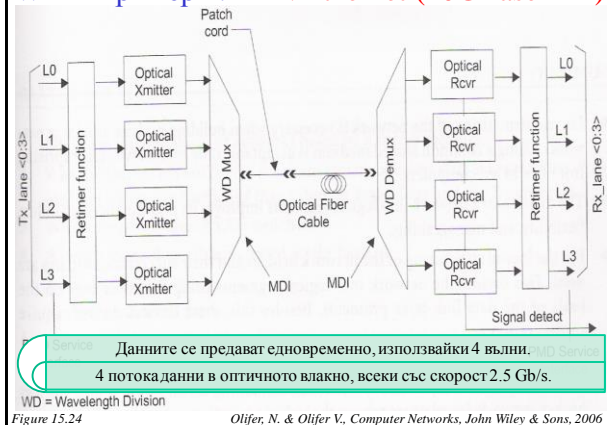 Patch
cord
L0
L1
L2
L3
Tx_lane <0:3>
Retimer function
Optical
Xmitter
Optical
Xmitter
Optical
Xmitter
Optical
Xmitter
WD Mux
Optical Fiber
Cable
MDI
MDI
WD Demux
Optical
Rcvr
Optical
Rcvr
Optical
Rcvr
Optical
Rcvr
Retimer function
L0
L1
L2
L3
Rx_lane <0:3>
Signal detect
PMD Service
Данните се предават едновременно, използвайки 4 вълни.
4 потока данни в оптичното влакно, всеки със скорост 2.5 Gb/s.
WD = Wavelength Division
Figure 15.24
Olifer, N. & Olifer V., Computer Networks, John Wiley & Sons, 2006